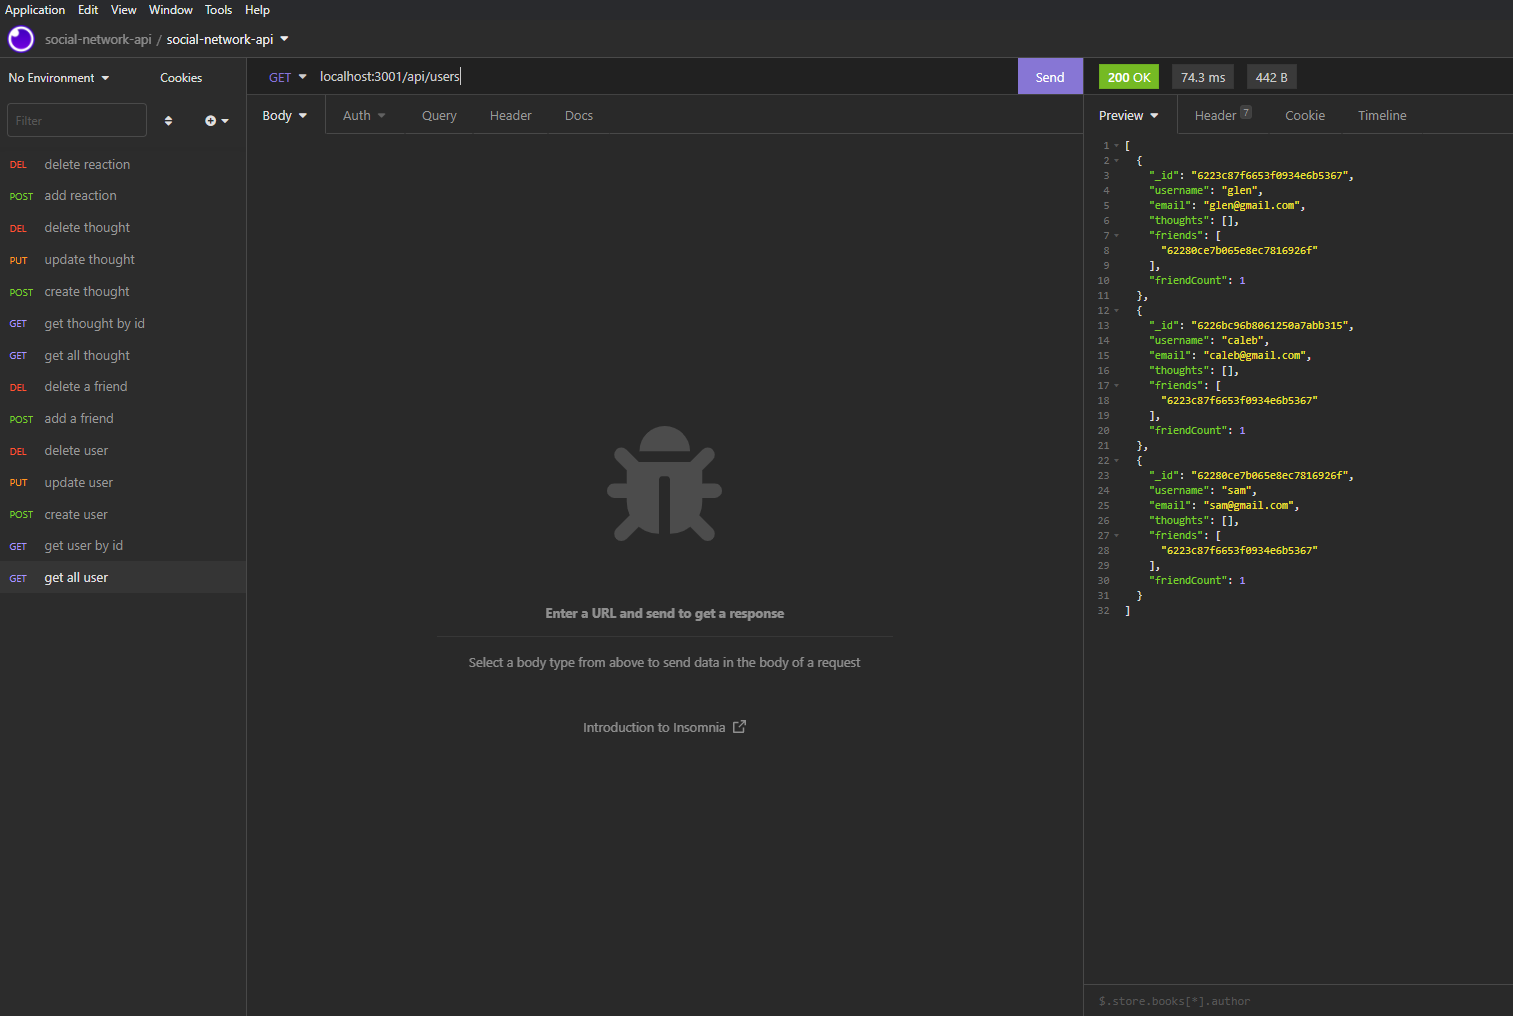 Application Edit View Window Tools Help
social-network-api / social-network-api
No Environment
Cookies
GET localhost:3001/api/users
Send
200 OK 74.3 ms 442 B
Filter
Body Auth Query Header Docs
Preview Header 7 Cookie Timeline
DEL delete reaction
POST add reaction
DEL delete thought
PUT update thought
POST create thought
GET get thought by id
GET get all thought
DEL delete a friend
POST add a friend
DEL delete user
PUT update user
POST create user
GET get user by id
GET get all user
Enter a URL and send to get a response
Select a body type from above to send data in the body of a request
Introduction to Insomnia
1 [
2 {
3 "_id": "6223c87f6653f0934e6b5367",
4 "username": "glen",
5 "email": "glen@gmail.com",
6 "thoughts": [],
7 "friends": [
8 "62280ce7b065e8ec7816926f"
9 ],
10 "friendCount": 1
11 },
12 {
13 "_id": "6226bc96b8061250a7abb315",
14 "username": "caleb",
15 "email": "caleb@gmail.com",
16 "thoughts": [],
17 "friends": [
18 "6223c87f6653f0934e6b5367"
19 ],
20 "friendCount": 1
21 },
22 {
23 "_id": "62280ce7b065e8ec7816926f",
24 "username": "sam",
25 "email": "sam@gmail.com",
26 "thoughts": [],
27 "friends": [
28 "6223c87f6653f0934e6b5367"
29 ],
30 "friendCount": 1
31 }
32 ]
$.store.books[*].author